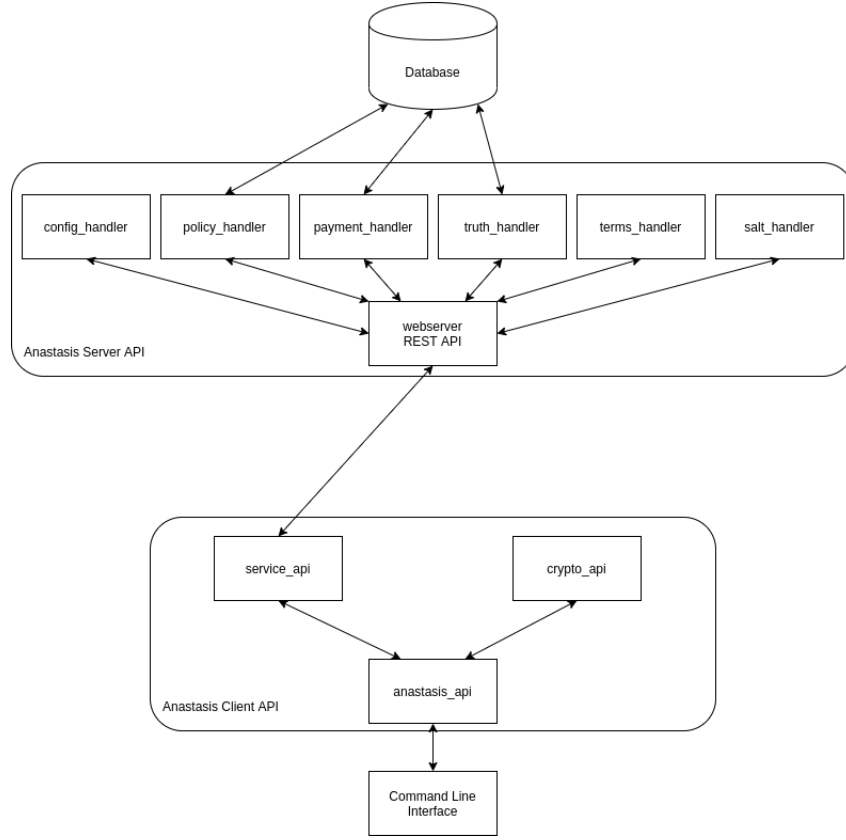 Database
config_handler
policy_handler
payment_handler
truth_handler
terms_handler
salt_handler
webserver
REST API
Anastasis Server API
service_api
crypto_api
anastasis_api
Anastasis Client API
Command Line
Interface